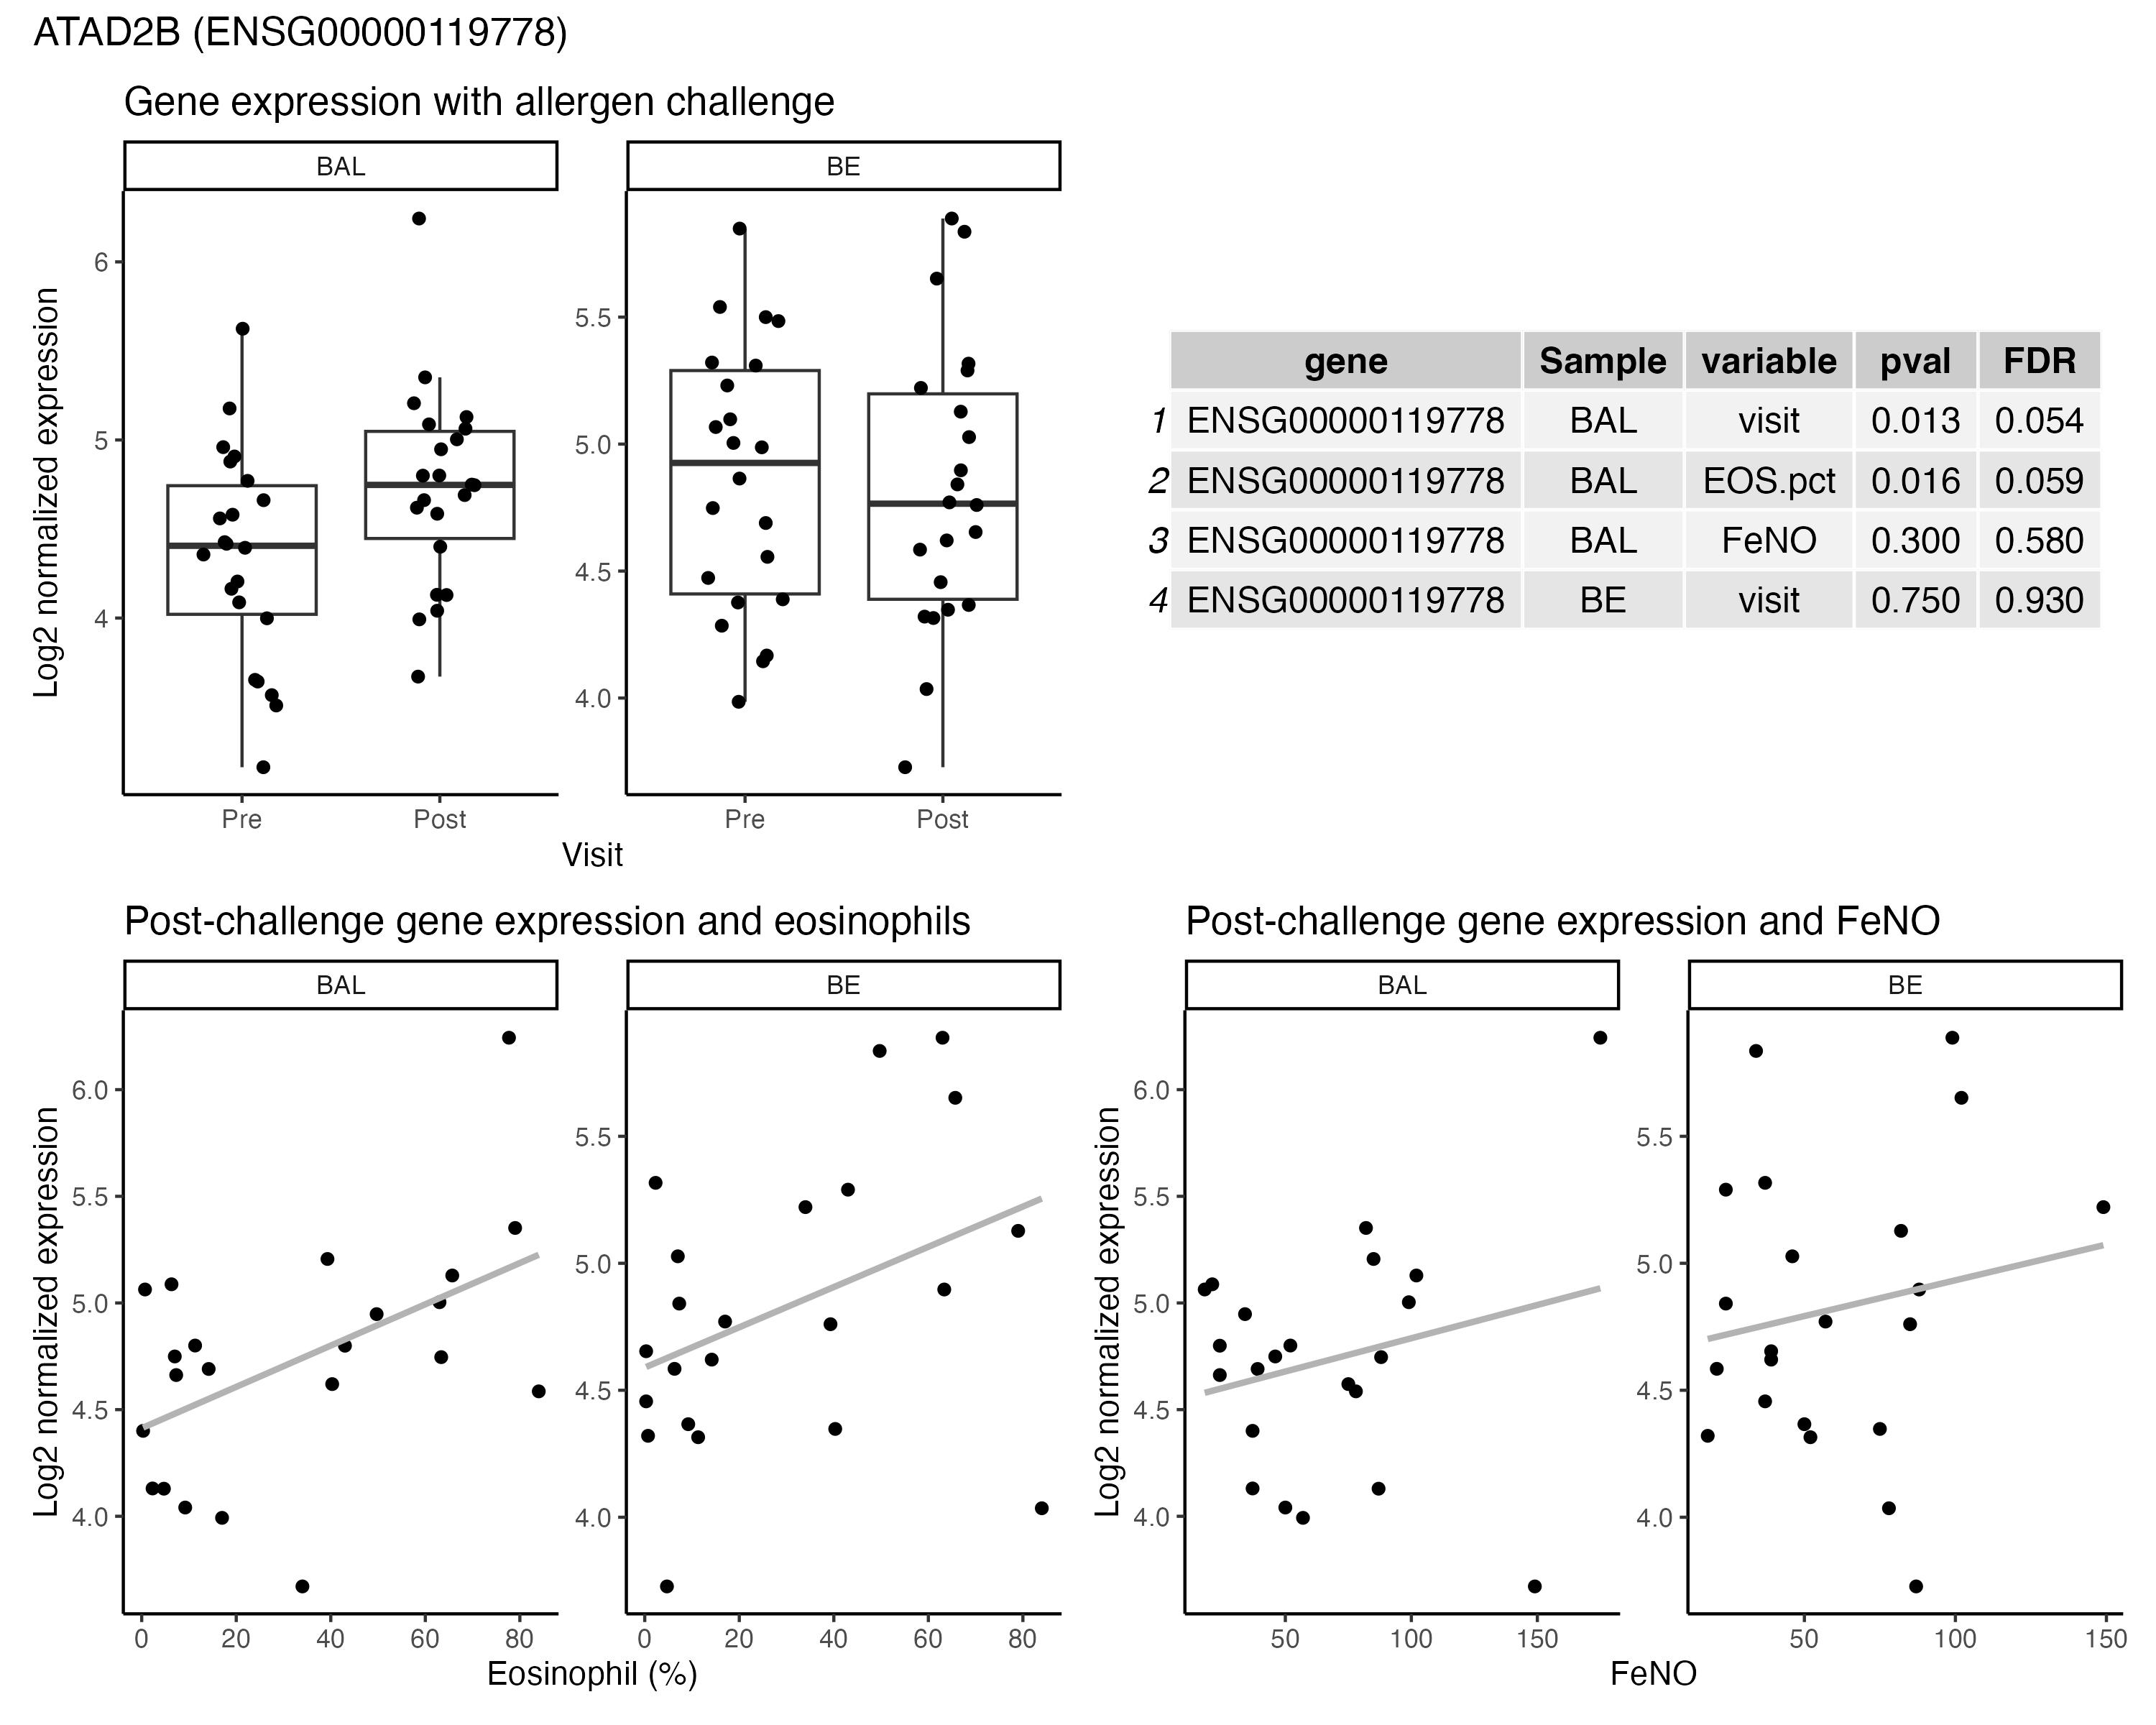 ATAD2B (ENSG00000119778)
Gene expression with allergen challenge
BAL BE
Log2 normalized expression
6
5
4
5.5
5.0
4.5
4.0
Pre Post Pre Post
Visit
gene Sample variable pval FDR
1 ENSG00000119778 BAL visit 0.013 0.054
2 ENSG00000119778 BAL EOS.pct 0.016 0.059
3 ENSG00000119778 BAL FeNO 0.300 0.580
4 ENSG00000119778 BE visit 0.750 0.930
Post-challenge gene expression and eosinophils
BAL BE
Log2 normalized expression
6.0
5.5
5.0
4.5
4.0
5.5
5.0
4.5
4.0
0 20 40 60 80 0 20 40 60 80
Eosinophil (%)
Post-challenge gene expression and FeNO
BAL BE
Log2 normalized expression
6.0
5.5
5.0
4.5
4.0
5.5
5.0
4.5
4.0
50 100 150 50 100 150
FeNO